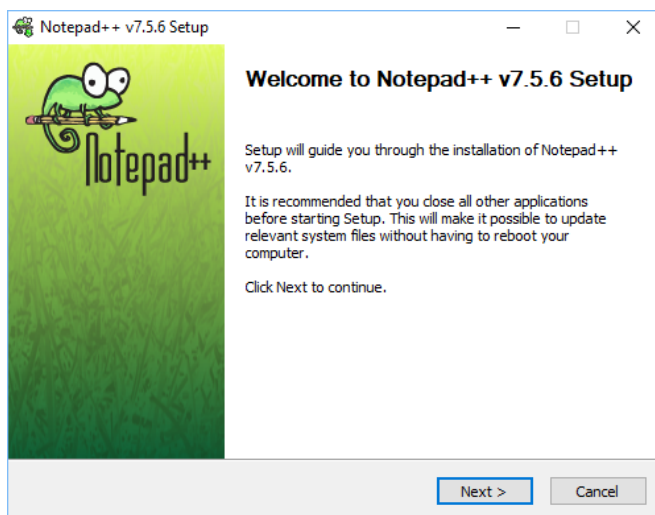 Notepad++ v7.5.6 Setup
Notepad++
Welcome to Notepad++ v7.5.6 Setup
Setup will guide you through the installation of Notepad++
v7.5.6.
It is recommended that you close all other applications
before starting Setup. This will make it possible to update
relevant system files without having to reboot your
computer.
Click Next to continue.
Next >
Cancel